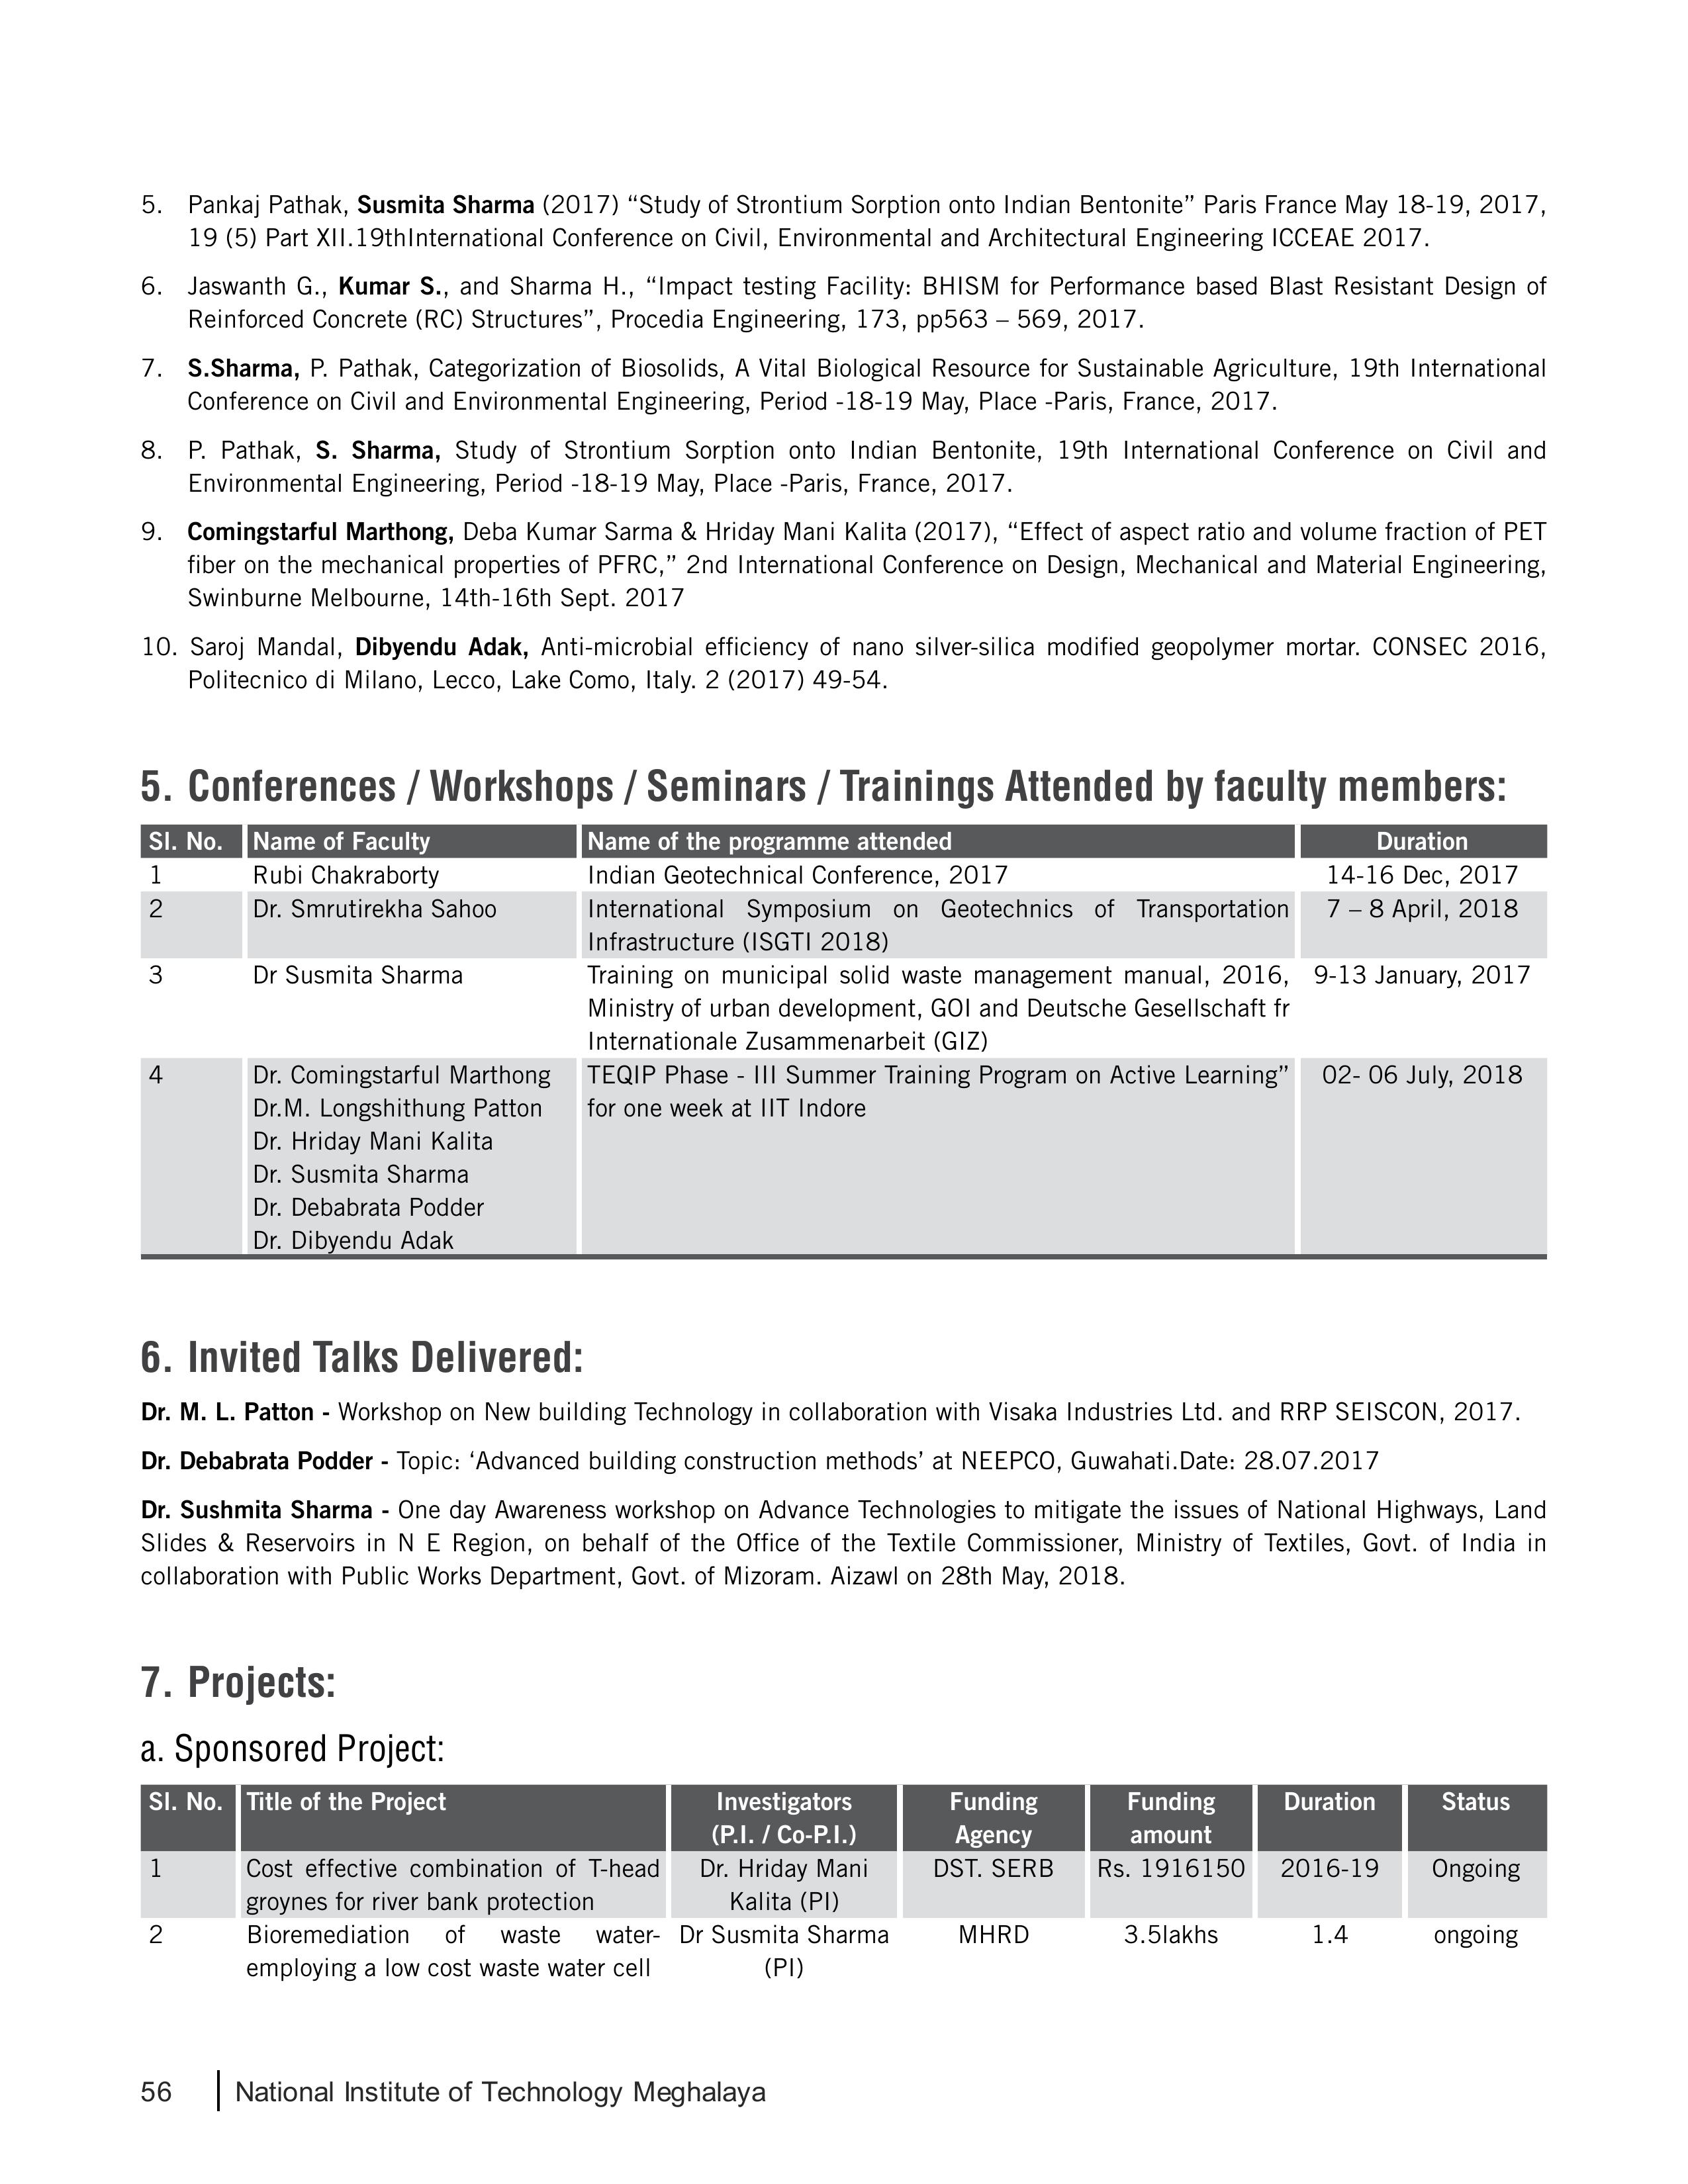 5. Pankaj Pathak, Susmita Sharma (2017) “Study of Strontium Sorption onto Indian Bentonite” Paris France May 18-19, 2017,
19 (5) Part XII.19thInternational Conference on Civil, Environmental and Architectural Engineering ICCEAE 2017.
6. Jaswanth G., Kumar S., and Sharma H., “Impact testing Facility: BHISM for Performance based Blast Resistant Design of
Reinforced Concrete (RC) Structures”, Procedia Engineering, 173, pp563 – 569, 2017.
7. S.Sharma, P. Pathak, Categorization of Biosolids, A Vital Biological Resource for Sustainable Agriculture, 19th International
Conference on Civil and Environmental Engineering, Period -18-19 May, Place -Paris, France, 2017.
8. P. Pathak, S. Sharma, Study of Strontium Sorption onto Indian Bentonite, 19th International Conference on Civil and
Environmental Engineering, Period -18-19 May, Place -Paris, France, 2017.
9. Comingstarful Marthong, Deba Kumar Sarma & Hriday Mani Kalita (2017), “Effect of aspect ratio and volume fraction of PET
fiber on the mechanical properties of PFRC,” 2nd International Conference on Design, Mechanical and Material Engineering,
Swinburne Melbourne, 14th-16th Sept. 2017
10. Saroj Mandal, Dibyendu Adak, Anti-microbial efficiency of nano silver-silica modified geopolymer mortar. CONSEC 2016,
Politecnico di Milano, Lecco, Lake Como, Italy. 2 (2017) 49-54.
5. Conferences / Workshops / Seminars / Trainings Attended by faculty members:
Sl. No. Name of Faculty Name of the programme attended Duration
1 Rubi Chakraborty Indian Geotechnical Conference, 2017 14-16 Dec, 2017
2 Dr. Smrutirekha Sahoo International Symposium on Geotechnics of Transportation 7 – 8 April, 2018
Infrastructure (ISGTI 2018)
3 Dr Susmita Sharma Training on municipal solid waste management manual, 2016, 9-13 January, 2017
Ministry of urban development, GOI and Deutsche Gesellschaft fr
Internationale Zusammenarbeit (GIZ)
4 Dr. Comingstarful Marthong TEQIP Phase - III Summer Training Program on Active Learning” 02- 06 July, 2018
Dr.M. Longshithung Patton for one week at IIT Indore
Dr. Hriday Mani Kalita
Dr. Susmita Sharma
Dr. Debabrata Podder
Dr. Dibyendu Adak
6. Invited Talks Delivered:
Dr. M. L. Patton - Workshop on New building Technology in collaboration with Visaka Industries Ltd. and RRP SEISCON, 2017.
Dr. Debabrata Podder - Topic: ‘Advanced building construction methods’ at NEEPCO, Guwahati.Date: 28.07.2017
Dr. Sushmita Sharma - One day Awareness workshop on Advance Technologies to mitigate the issues of National Highways, Land
Slides & Reservoirs in N E Region, on behalf of the Office of the Textile Commissioner, Ministry of Textiles, Govt. of India in
collaboration with Public Works Department, Govt. of Mizoram. Aizawl on 28th May, 2018.
7. Projects:
a. Sponsored Project:
Sl. No. Title of the Project Investigators Funding Funding Duration Status
(P.I. / Co-P.I.) Agency amount
1 Cost effective combination of T-head Dr. Hriday Mani DST. SERB Rs. 1916150 2016-19 Ongoing
groynes for river bank protection Kalita (PI)
2 Bioremediation of waste water- Dr Susmita Sharma MHRD 3.5lakhs 1.4 ongoing
employing a low cost waste water cell (PI)
56 National Institute of Technology Meghalaya